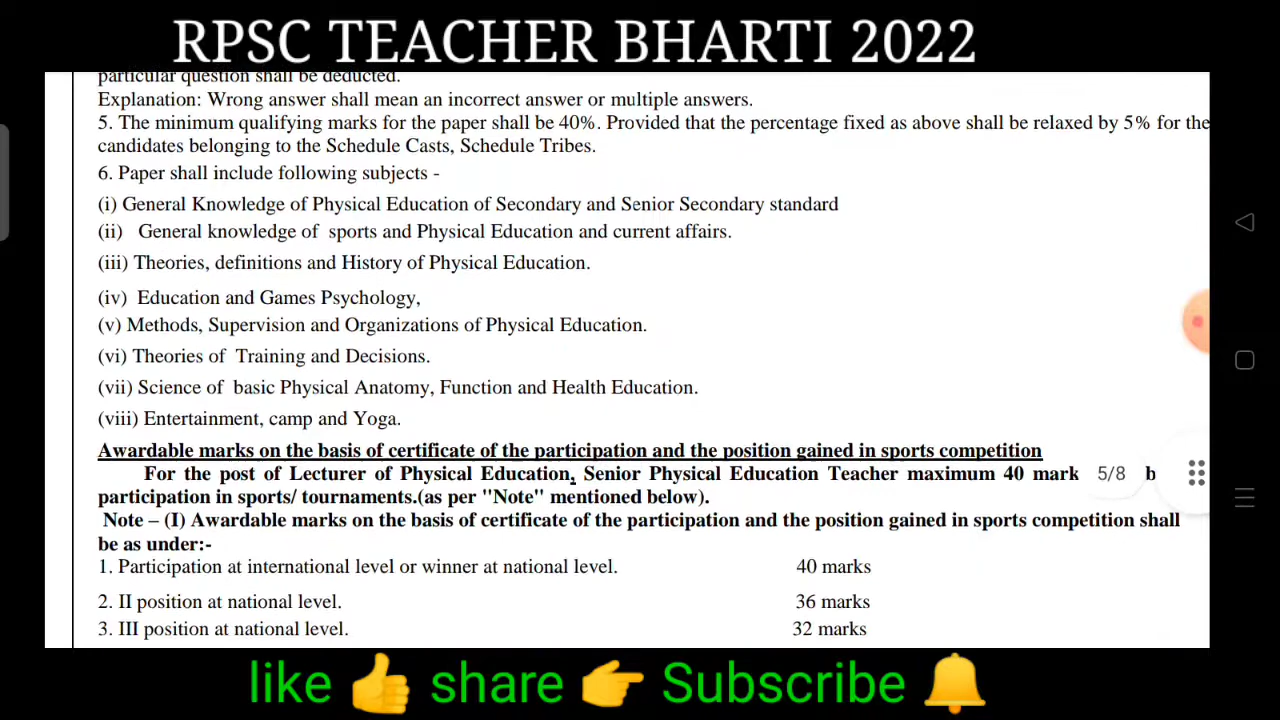 RPSC TEACHER BHARTI 2022
particular question shall be deducted.
Explanation: Wrong answer shall mean an incorrect answer or multiple answers.
5. The minimum qualifying marks for the paper shall be 40%. Provided that the percentage fixed as above shall be relaxed by 5% for the
candidates belonging to the Schedule Casts, Schedule Tribes.
6. Paper shall include following subjects -
(i) General Knowledge of Physical Education of Secondary and Senior Secondary standard
(ii) General knowledge of sports and Physical Education and current affairs.
(iii) Theories, definitions and History of Physical Education.
(iv) Education and Games Psychology,
(v) Methods, Supervision and Organizations of Physical Education.
(vi) Theories of Training and Decisions.
(vii) Science of basic Physical Anatomy, Function and Health Education.
(viii) Entertainment, camp and Yoga.
Awardable marks on the basis of certificate of the participation and the position gained in sports competition
For the post of Lecturer of Physical Education, Senior Physical Education Teacher maximum 40 mark 5/8 b
participation in sports/ tournaments.(as per "Note" mentioned below).
Note – (I) Awardable marks on the basis of certificate of the participation and the position gained in sports competition shall
be as under:-
1. Participation at international level or winner at national level. 40 marks
2. II position at national level. 36 marks
3. III position at national level. 32 marks
like 👍 share 👉 Subscribe 🔔